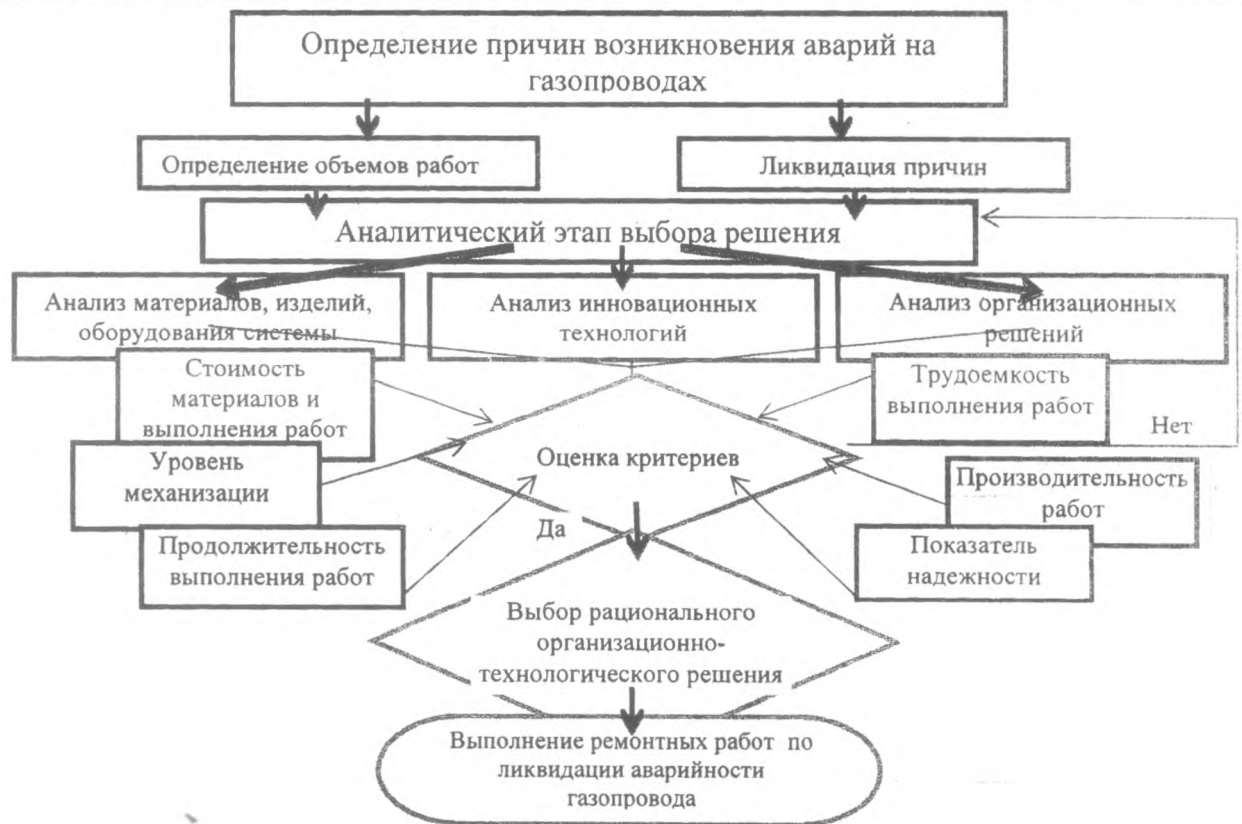 Определение причин возникновения аварий на
газопроводах
Определение объемов работ
Ликвидация причин
Аналитический этап выбора решения
Анализ материалов, изделий,
оборудования системы
Анализ инновационных
технологий
Анализ организационных
решений
Стоимость
материалов и
выполнения работ
Трудоемкость
выполнения работ
Нет
Уровень
механизации
Оценка критериев
Производительность
работ
Продолжительность
выполнения работ
Да
Показатель
надежности
Выбор рационального
организационно-
технологического решения
Выполнение ремонтных работ по
ликвидации аварийности
газопровода